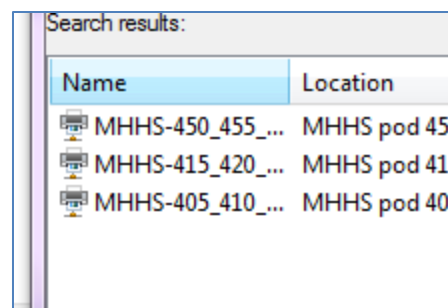 Search results:
Name Location
MHHS-450_455_... MHHS pod 45
MHHS-415_420_... MHHS pod 41
MHHS-405_410_... MHHS pod 40